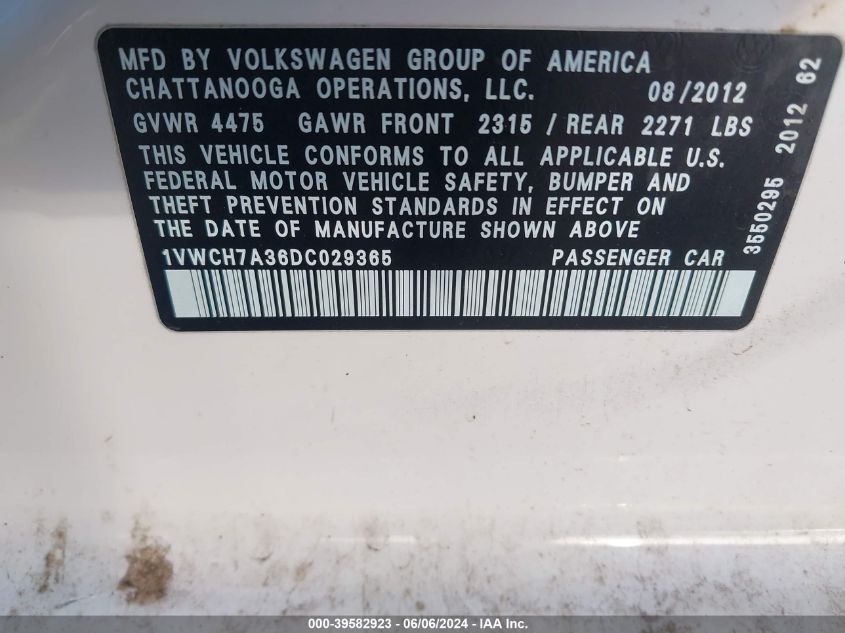 MFD BY VOLKSWAGEN GROUP OF AMERICA
CHATTANOOGA OPERATIONS, LLC. 08/2012
GVWR 4475 GAWR FRONT 2315 / REAR 2271 LBS
THIS VEHICLE CONFORMS TO ALL APPLICABLE U.S.
FEDERAL MOTOR VEHICLE SAFETY, BUMPER AND
THEFT PREVENTION STANDARDS IN EFFECT ON
THE DATE OF MANUFACTURE SHOWN ABOVE
1VWCH7A36DC029365 PASSENGER CAR
3550295 2012 62
000-39582923 - 06/06/2024 - IAA Inc.